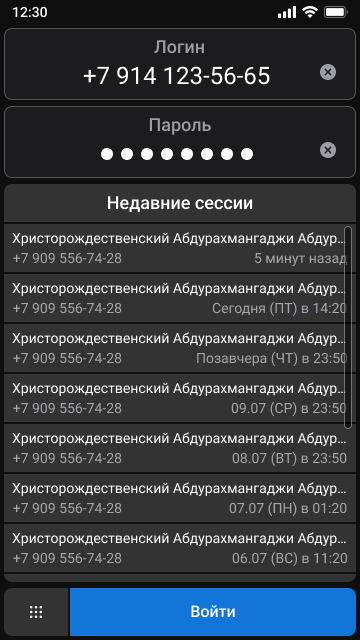 12:30
Логин
+7 914 123-56-65
Пароль
Недавние сессии
Христорождественский Абдурахмангаджи Абдур...
+7 909 556-74-28 5 минут назад
Христорождественский Абдурахмангаджи Абдур...
+7 909 556-74-28 Сегодня (ПТ) в 14:20
Христорождественский Абдурахмангаджи Абдур...
+7 909 556-74-28 Позавчера (ЧТ) в 23:50
Христорождественский Абдурахмангаджи Абдур...
+7 909 556-74-28 09.07 (СР) в 23:50
Христорождественский Абдурахмангаджи Абдур...
+7 909 556-74-28 08.07 (ВТ) в 23:50
Христорождественский Абдурахмангаджи Абдур...
+7 909 556-74-28 07.07 (ПН) в 01:20
Христорождественский Абдурахмангаджи Абдур...
+7 909 556-74-28 06.07 (ВС) в 11:20
Войти